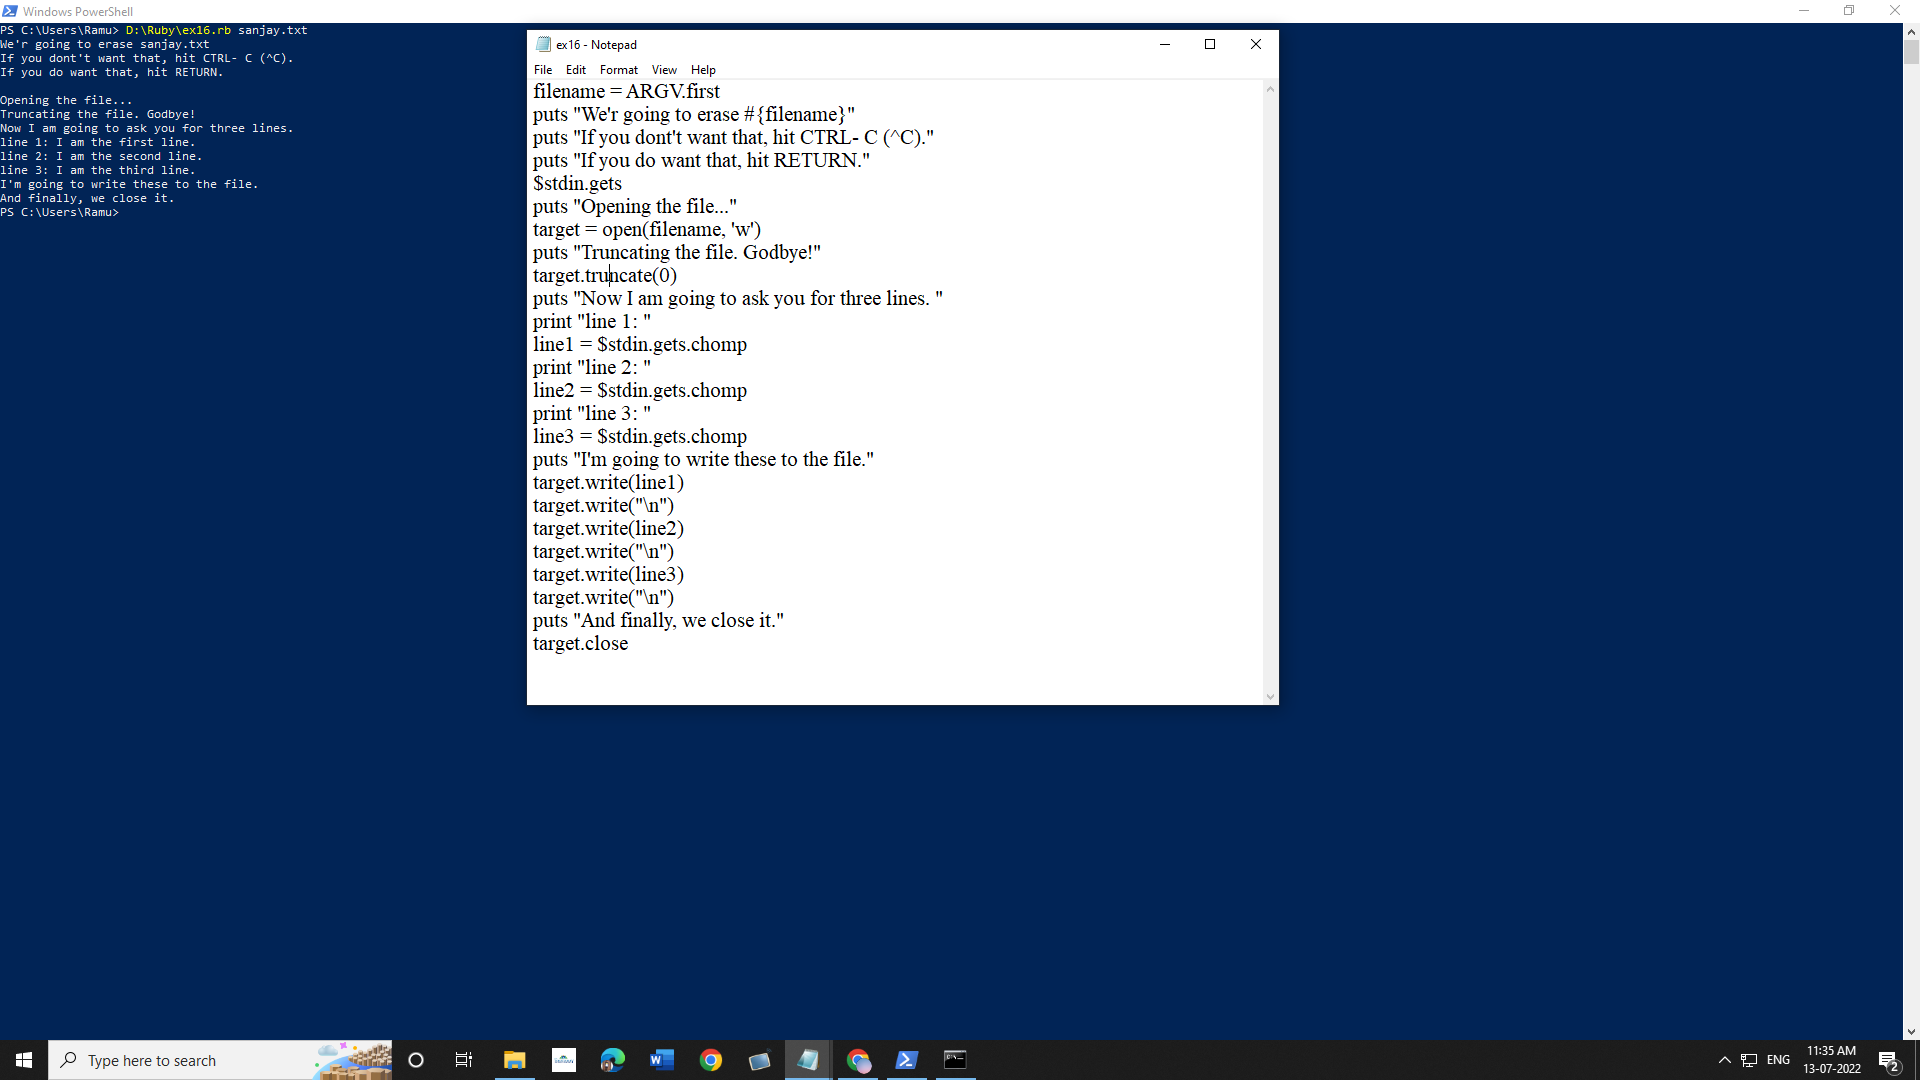 Windows PowerShell
PS C:\Users\Ramu> D:\Ruby\ex16.rb sanjay.txt
We'r going to erase sanjay.txt
If you dont't want that, hit CTRL- C (^C).
If you do want that, hit RETURN.
Opening the file...
Truncating the file. Godbye!
Now I am going to ask you for three lines.
line 1: I am the first line.
line 2: I am the second line.
line 3: I am the third line.
I'm going to write these to the file.
And finally, we close it.
PS C:\Users\Ramu>
ex16 - Notepad
File Edit Format View Help
filename = ARGV.first
puts "We'r going to erase #{filename}"
puts "If you dont't want that, hit CTRL- C (^C)."
puts "If you do want that, hit RETURN."
$stdin.gets
puts "Opening the file..."
target = open(filename, 'w')
puts "Truncating the file. Godbye!"
target.truncate(0)
puts "Now I am going to ask you for three lines. "
print "line 1: "
line1 = $stdin.gets.chomp
print "line 2: "
line2 = $stdin.gets.chomp
print "line 3: "
line3 = $stdin.gets.chomp
puts "I'm going to write these to the file."
target.write(line1)
target.write("\n")
target.write(line2)
target.write("\n")
target.write(line3)
target.write("\n")
puts "And finally, we close it."
target.close
Type here to search
ENG
11:35 AM
13-07-2022
2